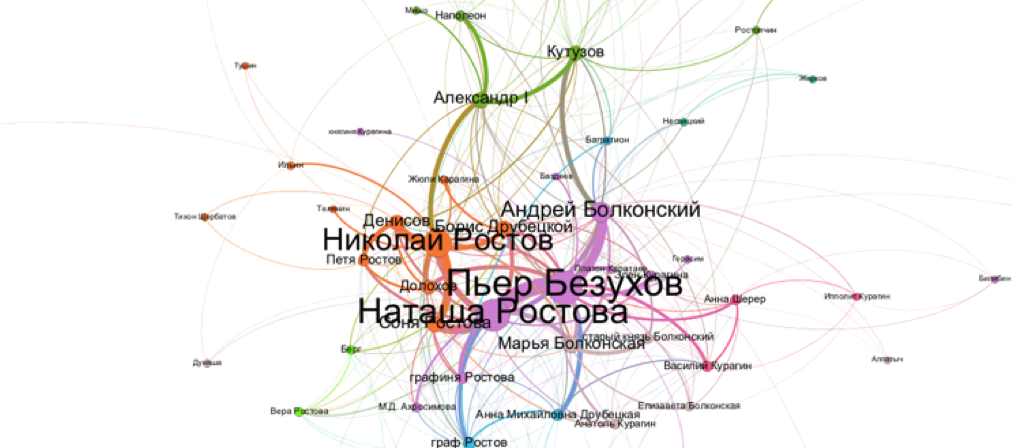 Мико
Наполеон
Ростопчин
Кутузов
Тушин
Жерков
Александр I
Несвицкий
княгиня Курагина
Багратион
Ильин
Жюли Карагина
Баздеев
Телянин
Андрей Болконский
Тихон Щербатов
Денисов
Борис Друбецкой
Николай Ростов
Петя Ростов
Герасим
Платон Каратаев
Элен Курагина
Билибин
Пьер Безухов
Долохов
Анна Шерер
Ипполит Курагин
Наташа Ростова
Соня Ростова
старый князь Болконский
Марья Болконская
Берг
Алпатыч
Дуняша
Василий Курагин
графиня Ростова
М.Д. Ахросимова
Елизавета Болконская
Вера Ростова
Анна Михайловна Друбецкая
Анатоль Курагин
граф Ростов